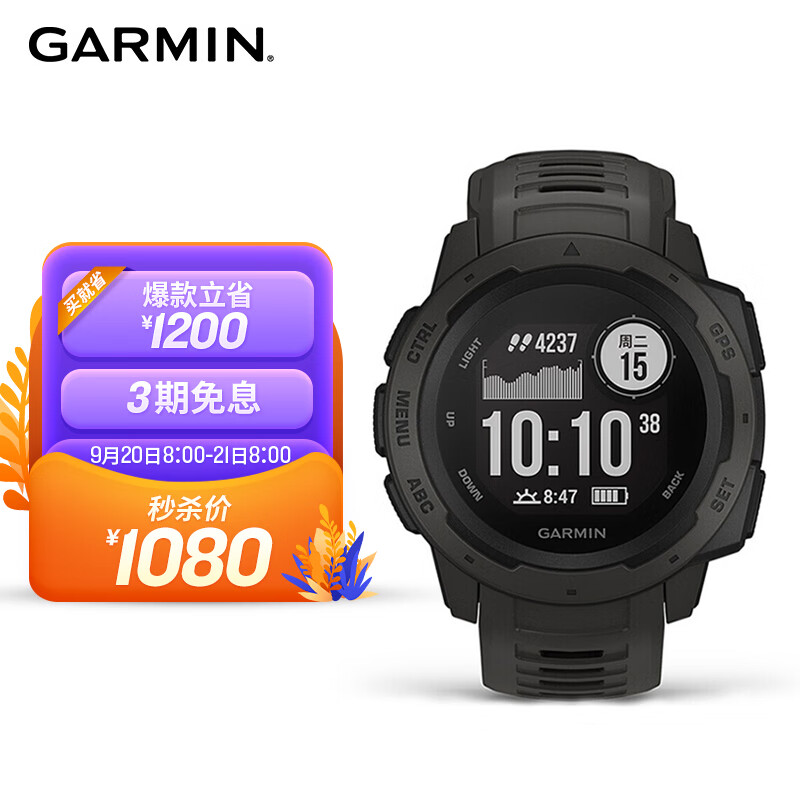 GARMIN®
买就省
爆款立省
¥1200
3期免息
9月20日8:00-21日8:00
秒杀价
¥1080
LIGHT
CTRL
GPS
4237
周二
15
MENU
UP
10:10 38
DOWN
BACK
ABC
SET
8:47
GARMIN